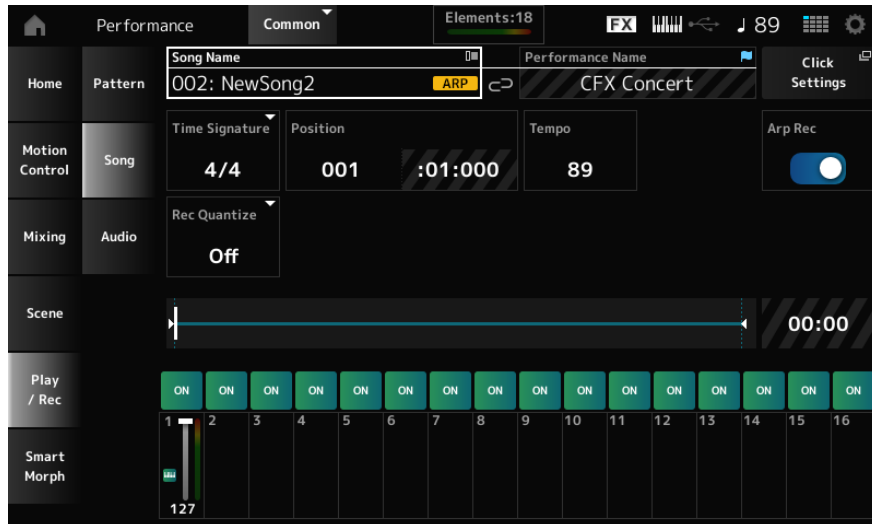 Performance
Common
Elements:18
FX
♩ 89
Song Name
002: NewSong2
ARP
Performance Name
CFX Concert
Click
Settings
Home
Pattern
Time Signature
4/4
Position
001 :01:000
Tempo
89
Arp Rec
Motion
Control
Song
Rec Quantize
Off
Mixing
Audio
Scene
00:00
Play
/ Rec
ON ON ON ON ON ON ON ON ON ON ON ON ON ON ON ON
1 2 3 4 5 6 7 8 9 10 11 12 13 14 15 16
Smart
Morph
127